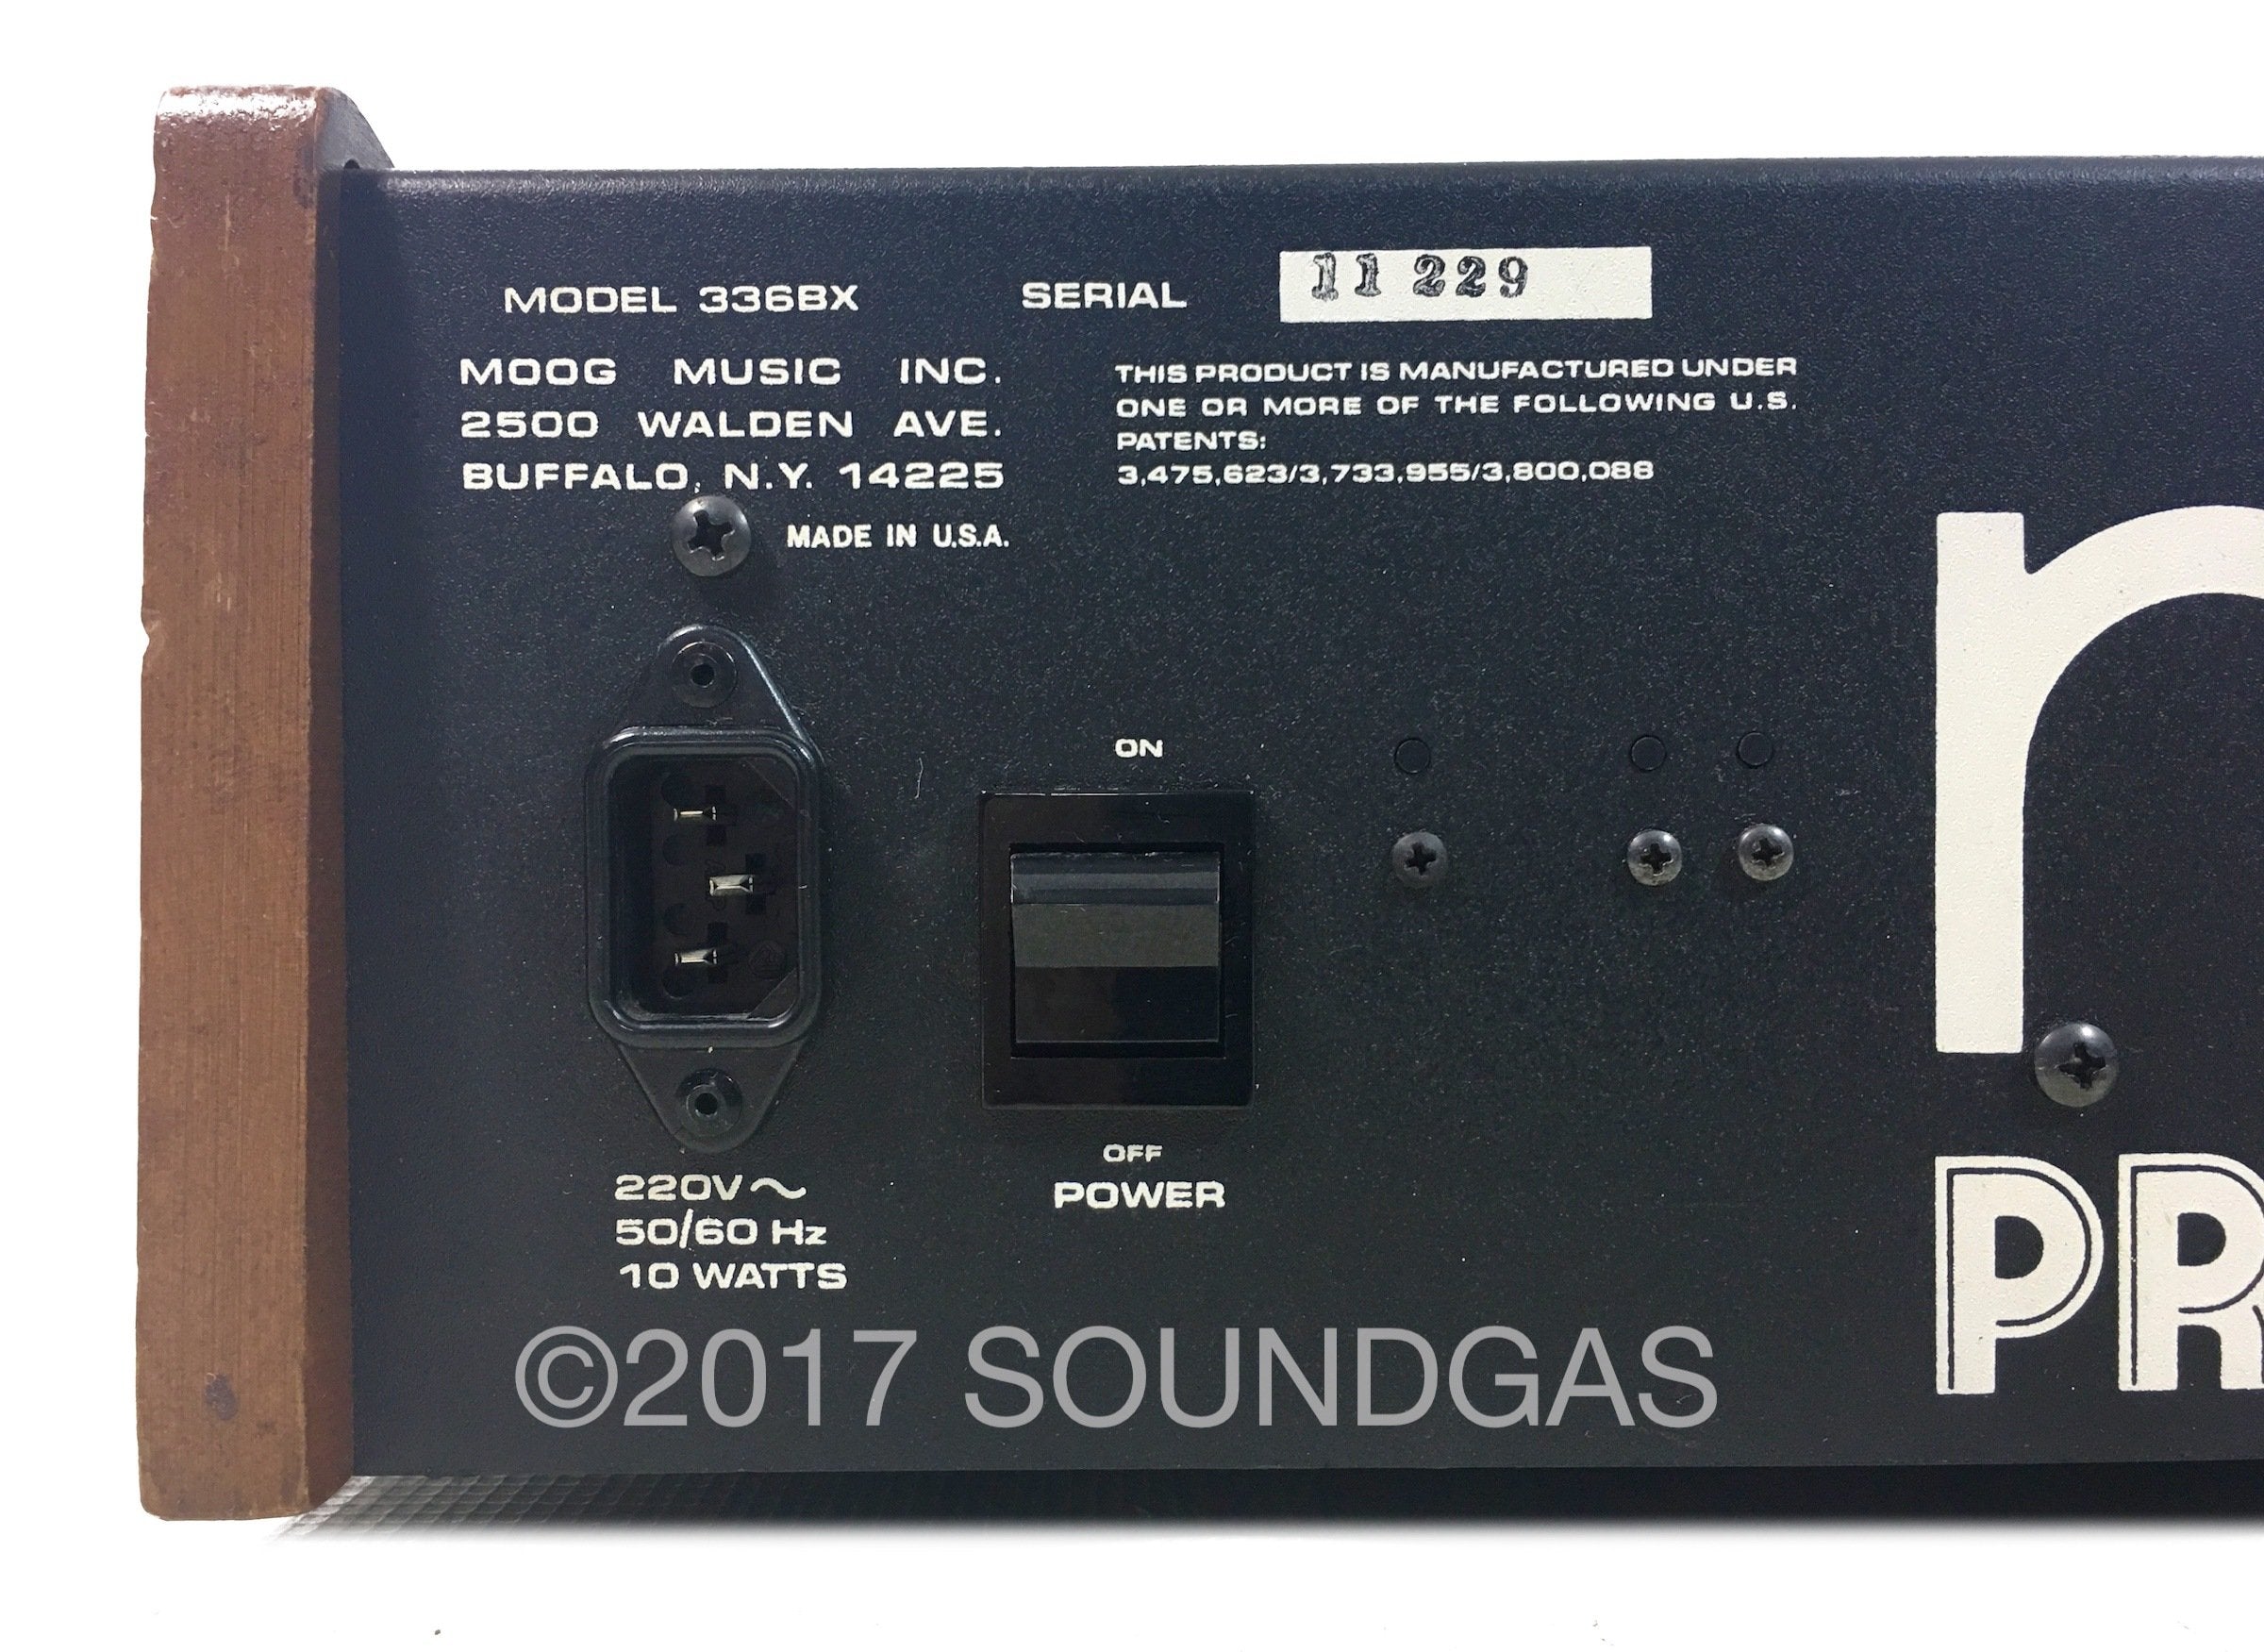 MODEL 336BX SERIAL 11 229
MOOG MUSIC INC.
2500 WALDEN AVE.
BUFFALO, N.Y. 14225
MADE IN U.S.A.
THIS PRODUCT IS MANUFACTURED UNDER
ONE OR MORE OF THE FOLLOWING U.S.
PATENTS:
3,475,623/3,733,955/3,800,088
ON
OFF
POWER
220V~
50/60 Hz
10 WATTS
PR
©2017 SOUNDGAS